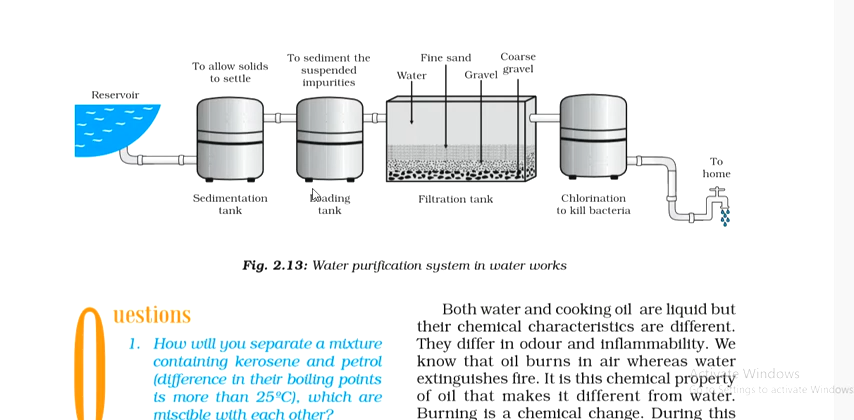 Reservoir
To allow solids
to settle
To sediment the
suspended
impurities
Water
Fine sand
Gravel
Coarse
gravel
To
home
Sedimentation
tank
Loading
tank
Filtration tank
Chlorination
to kill bacteria
Fig. 2.13: Water purification system in water works
Questions
1. How will you separate a mixture
containing kerosene and petrol
(difference in their boiling points
is more than 25ºC), which are
miscible with each other?
Both water and cooking oil are liquid but
their chemical characteristics are different.
They differ in odour and inflammability. We
know that oil burns in air whereas water
extinguishes fire. It is this chemical property
of oil that makes it different from water.
Burning is a chemical change. During this
Activate Windows
Go to Settings to activate Windows